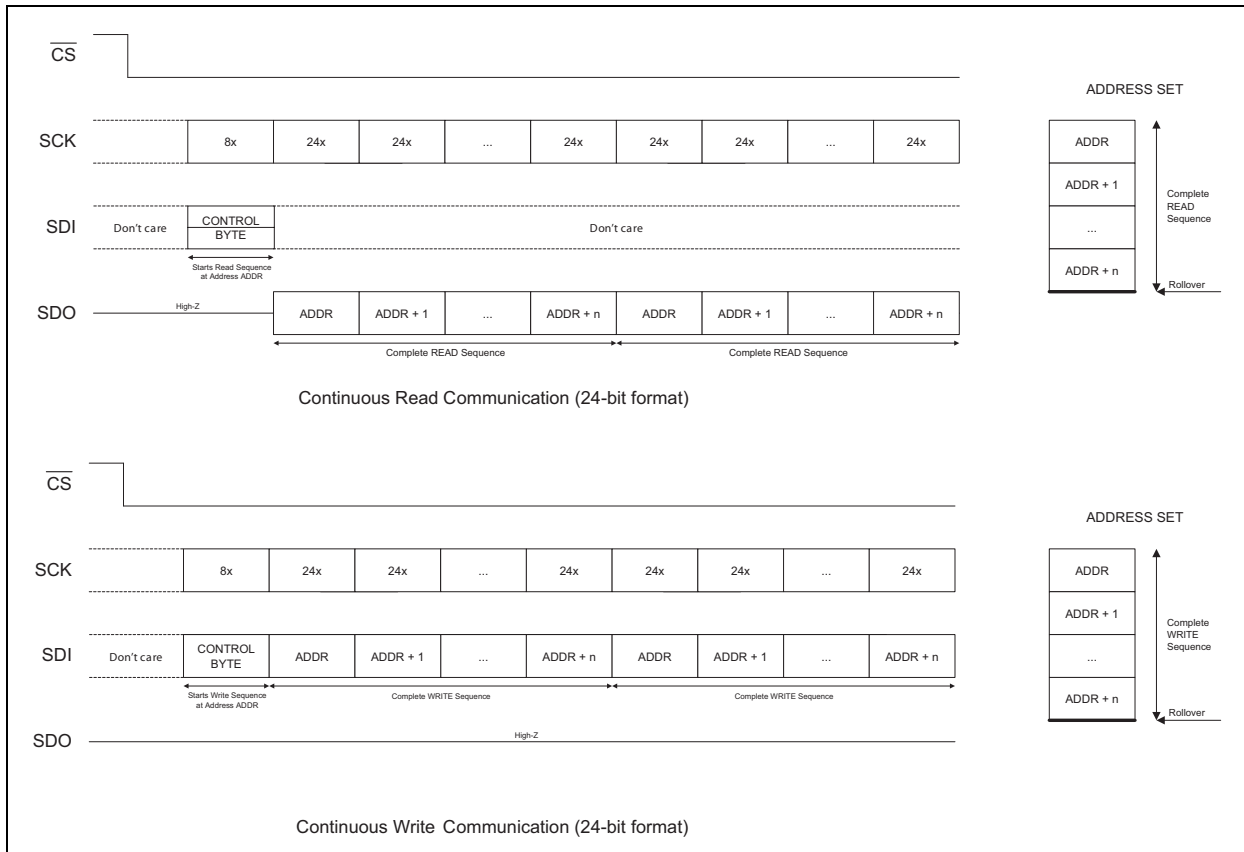 CS
ADDRESS SET
SCK
8x 24x 24x ... 24x 24x 24x ... 24x
ADDR
ADDR + 1
...
ADDR + n
Complete
READ
Sequence
Rollover
SDI
Don't care
CONTROL
BYTE
Don't care
Starts Read Sequence
at Address ADDR
SDO
High-Z
ADDR ADDR + 1 ... ADDR + n ADDR ADDR + 1 ... ADDR + n
Complete READ Sequence Complete READ Sequence
Continuous Read Communication (24-bit format)
CS
ADDRESS SET
SCK
8x 24x 24x ... 24x 24x 24x ... 24x
ADDR
ADDR + 1
...
ADDR + n
Complete
WRITE
Sequence
Rollover
SDI
Don't care
CONTROL
BYTE
ADDR ADDR + 1 ... ADDR + n ADDR ADDR + 1 ... ADDR + n
Starts Write Sequence
at Address ADDR
Complete WRITE Sequence Complete WRITE Sequence
SDO
High-Z
Continuous Write Communication (24-bit format)